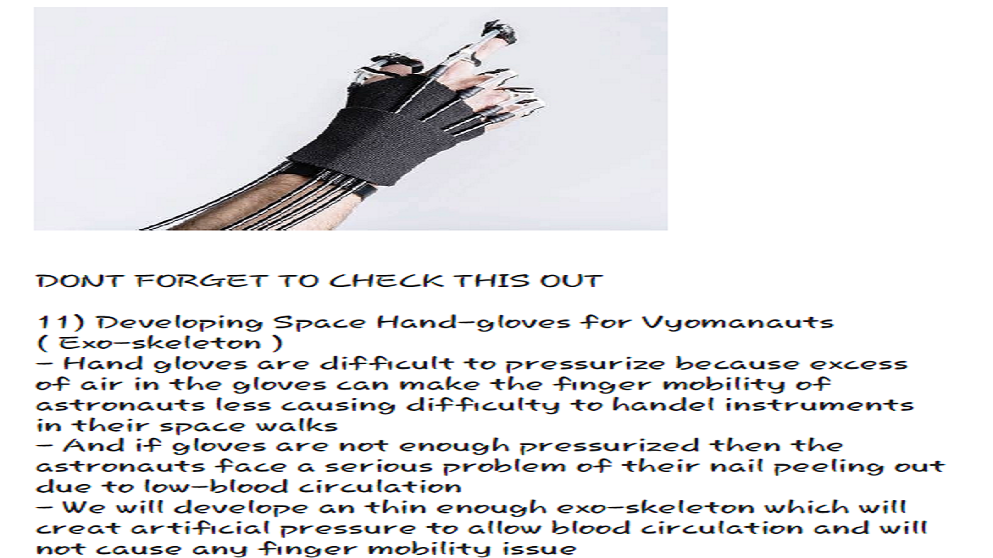 DONT FORGET TO CHECK THIS OUT
11) Developing Space Hand-gloves for Vyomanauts
( Exo-skeleton )
- Hand gloves are difficult to pressurize because excess
of air in the gloves can make the finger mobility of
astronauts less causing difficulty to handel instruments
in their space walks
- And if gloves are not enough pressurized then the
astronauts face a serious problem of their nail peeling out
due to low-blood circulation
- We will develope an thin enough exo-skeleton which will
creat artificial pressure to allow blood circulation and will
not cause any finger mobility issue